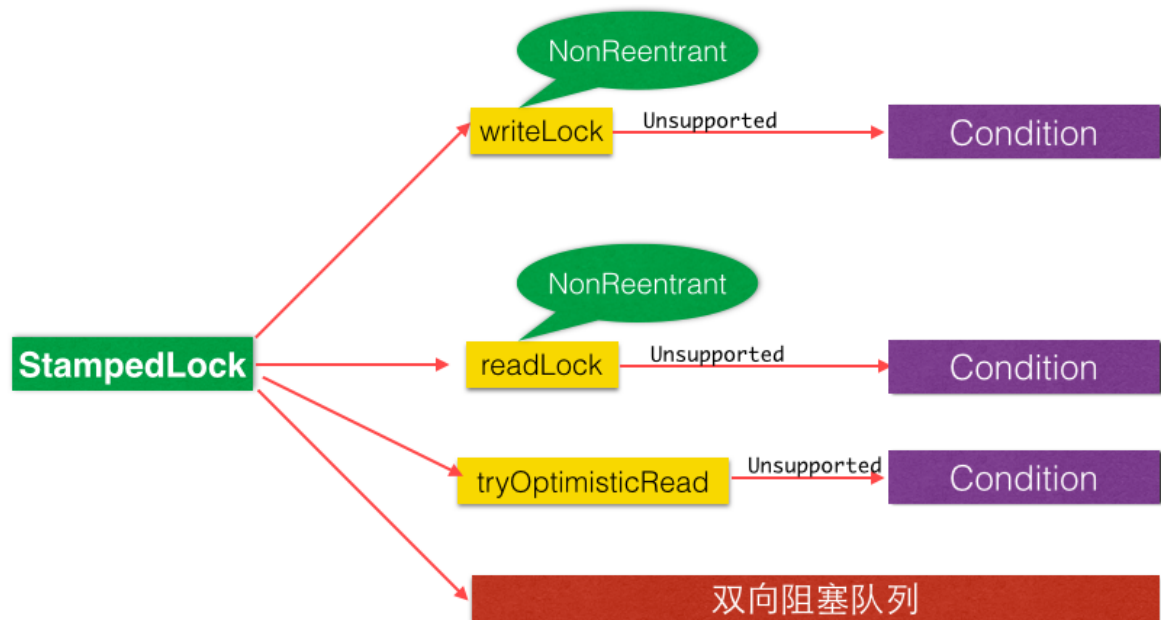 NonReentrant
writeLock
Unsupported
Condition
NonReentrant
StampedLock
readLock
Unsupported
Condition
tryOptimisticRead
Unsupported
Condition
双向阻塞队列